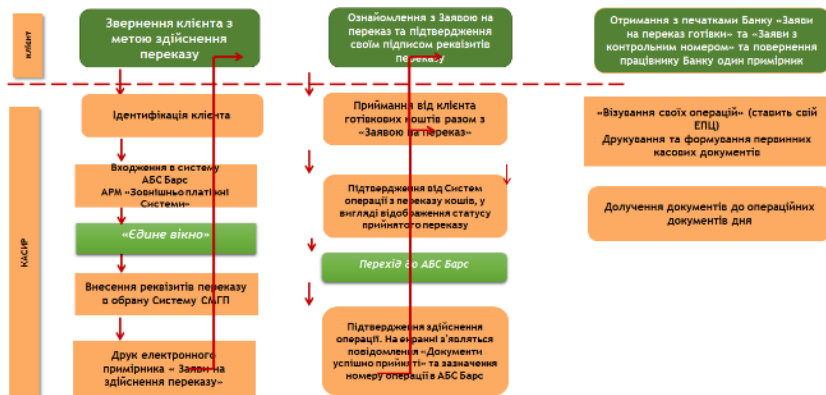 КЛІЄНТ
Звернення клієнта з
метою здійснення
переказу
Ознайомлення з Заявою на
переказ та підтвердження
своїм підписом реквізитів
переказу
Отримання з печатками Банку «Заяви
на переказ готівки» та «Заяви з
контрольним номером» та повернення
працівнику Банку один примірник
КАСИР
Ідентифікація клієнта
Входження в систему
АБС Барс
АРМ «Зовнішньо платіжні
Системи»
«Єдине вікно»
Внесення реквізитів переказу
в обрану Систему СМГП
Друк електронного
примірника « Заяви на
здійснення переказу»
Приймання від клієнта
готівкових коштів разом з
«Заявою на переказ»
Підтвердження від Систем
операції з переказу кошів, у
вигляді відображення статусу
прийнятого переказу
Перехід до АБС Барс
Підтвердження здійснення
операції. На екранні з'являться
повідомлення «Документи
успішно прийняті» та зазначення
номеру операції в АБС Барс
«Візування своїх операцій» (ставить свій
ЕПЦ)
Друкування та формування первинних
касових документів
Долучення документів до операційних
документів дня